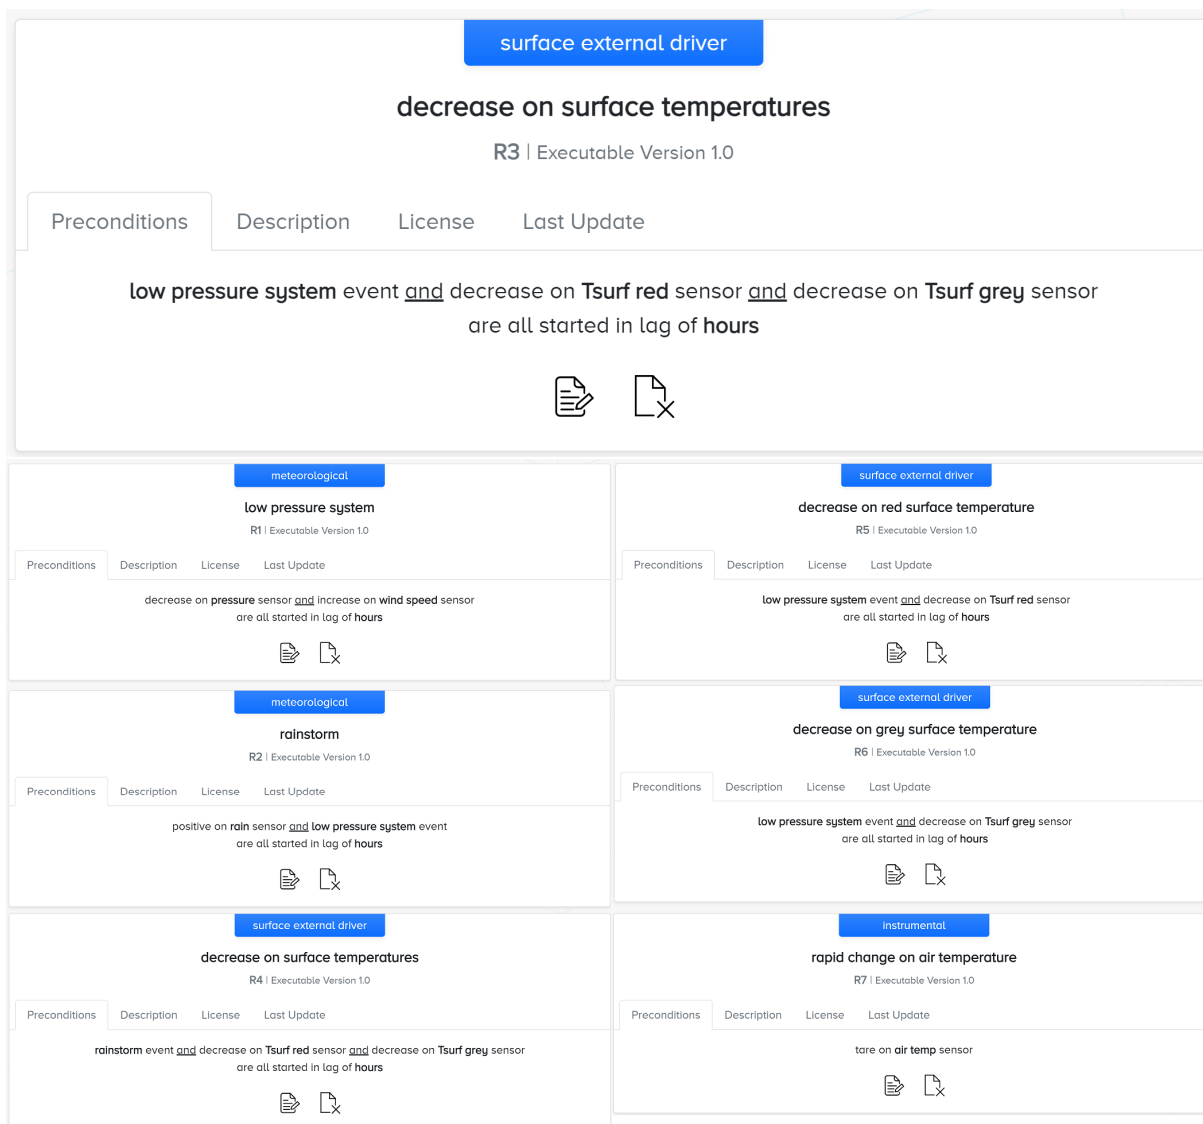 surface external driver
decrease on surface temperatures
R3 | Executable Version 1.0
Preconditions Description License Last Update
low pressure system event and decrease on Tsurf red sensor and decrease on Tsurf grey sensor
are all started in lag of hours
meteorological
low pressure system
R1 | Executable Version 1.0
Preconditions Description License Last Update
decrease on pressure sensor and increase on wind speed sensor
are all started in lag of hours
surface external driver
decrease on red surface temperature
R5 | Executable Version 1.0
Preconditions Description License Last Update
low pressure system event and decrease on Tsurf red sensor
are all started in lag of hours
meteorological
rainstorm
R2 | Executable Version 1.0
Preconditions Description License Last Update
positive on rain sensor and low pressure system event
are all started in lag of hours
surface external driver
decrease on grey surface temperature
R6 | Executable Version 1.0
Preconditions Description License Last Update
low pressure system event and decrease on Tsurf grey sensor
are all started in lag of hours
surface external driver
decrease on surface temperatures
R4 | Executable Version 1.0
Preconditions Description License Last Update
rainstorm event and decrease on Tsurf red sensor and decrease on Tsurf grey sensor
are all started in lag of hours
instrumental
rapid change on air temperature
R7 | Executable Version 1.0
Preconditions Description License Last Update
tare on air temp sensor